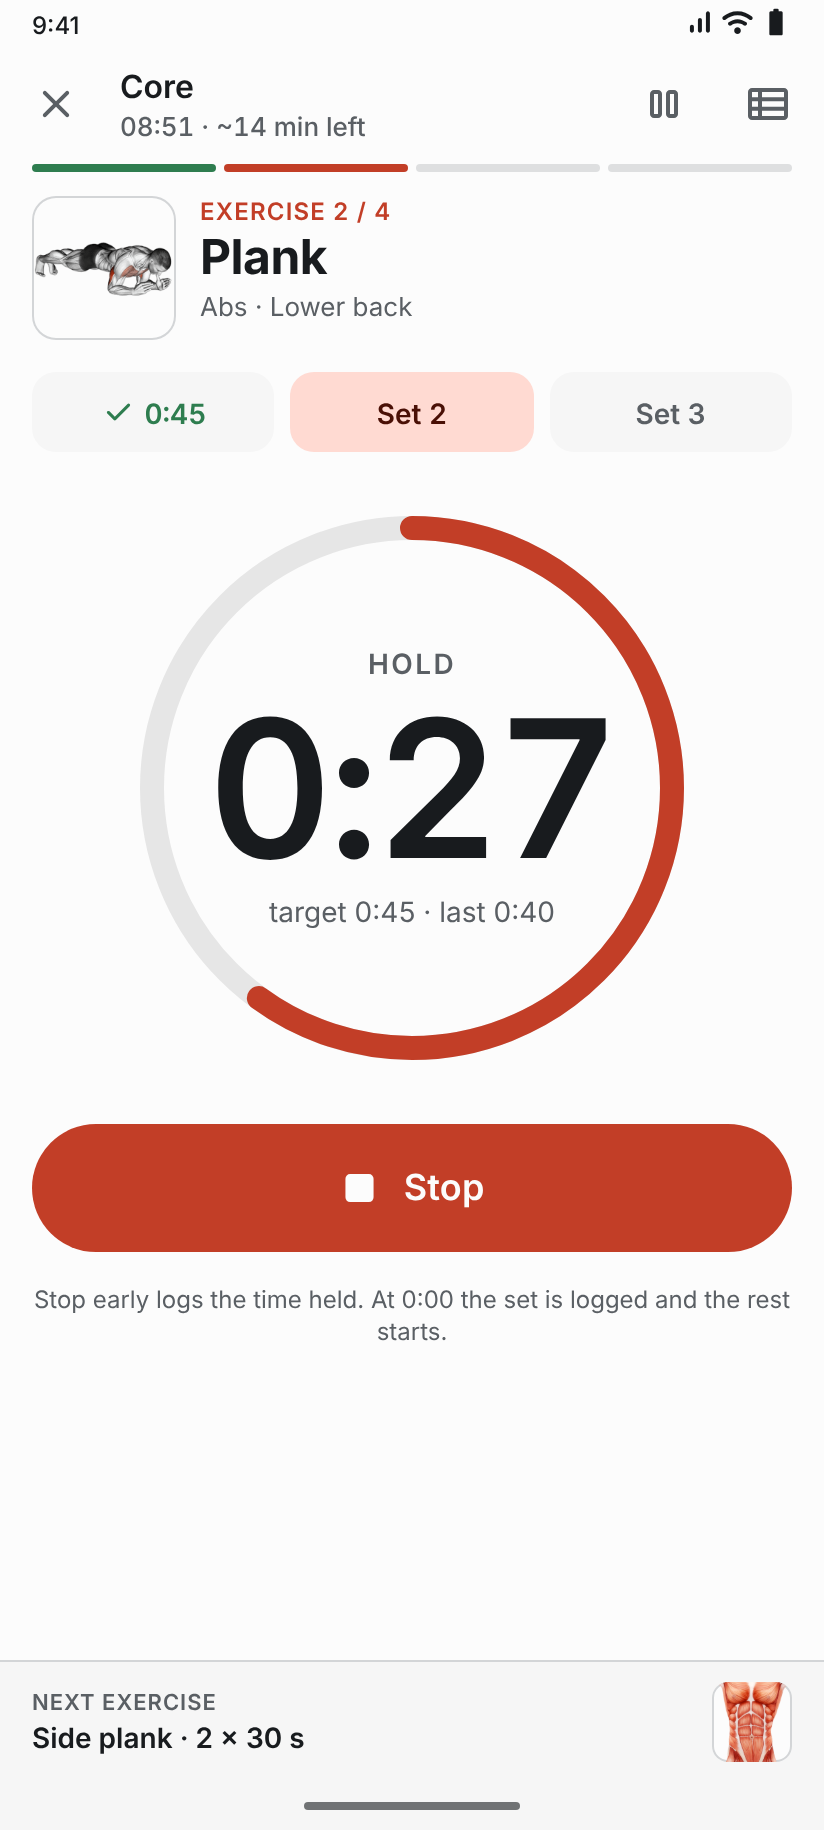 9:41
Core
08:51 · ~14 min left
EXERCISE 2 / 4
Plank
Abs · Lower back
0:45
Set 2
Set 3
HOLD
0:27
target 0:45 · last 0:40
Stop
Stop early logs the time held. At 0:00 the set is logged and the rest
starts.
NEXT EXERCISE
Side plank · 2 × 30 s